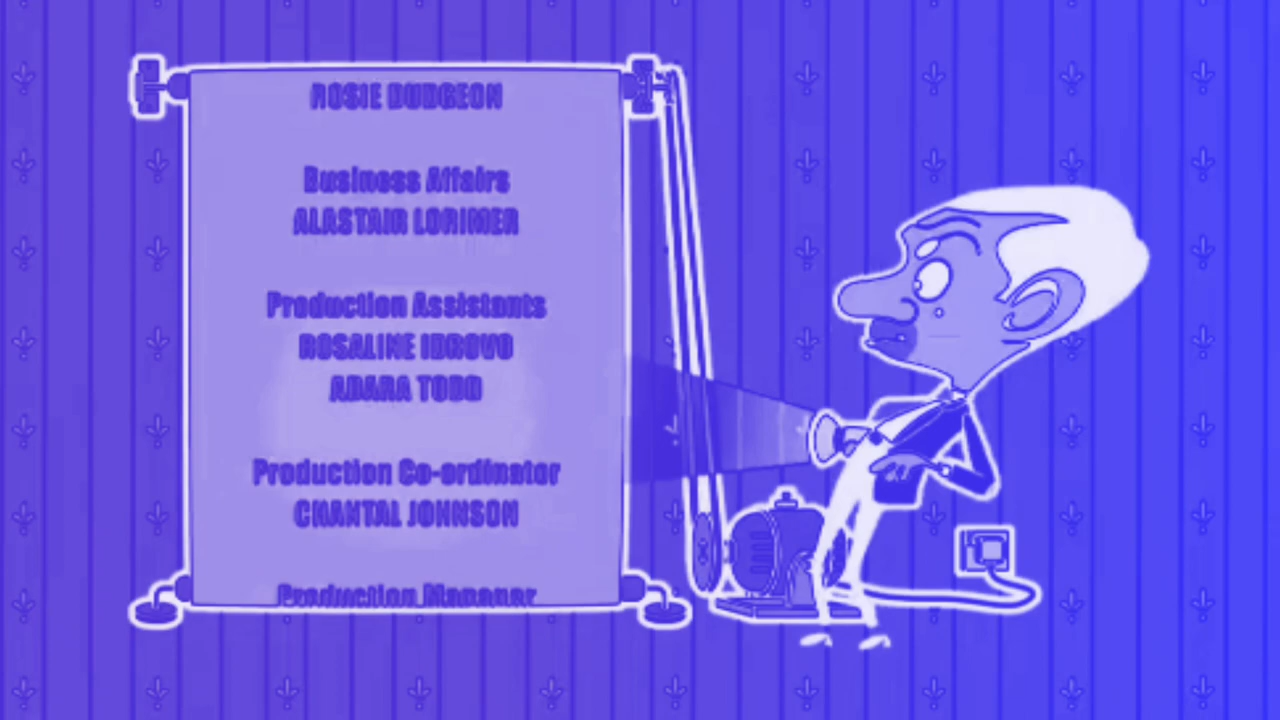 ROSIE DUDGEON
Business Affairs
ALASTAIR LORIMER
Production Assistants
ROSALINE IDROVO
ADARA TODD
Production Co-ordinator
CHANTAL JOHNSON
Production Manager